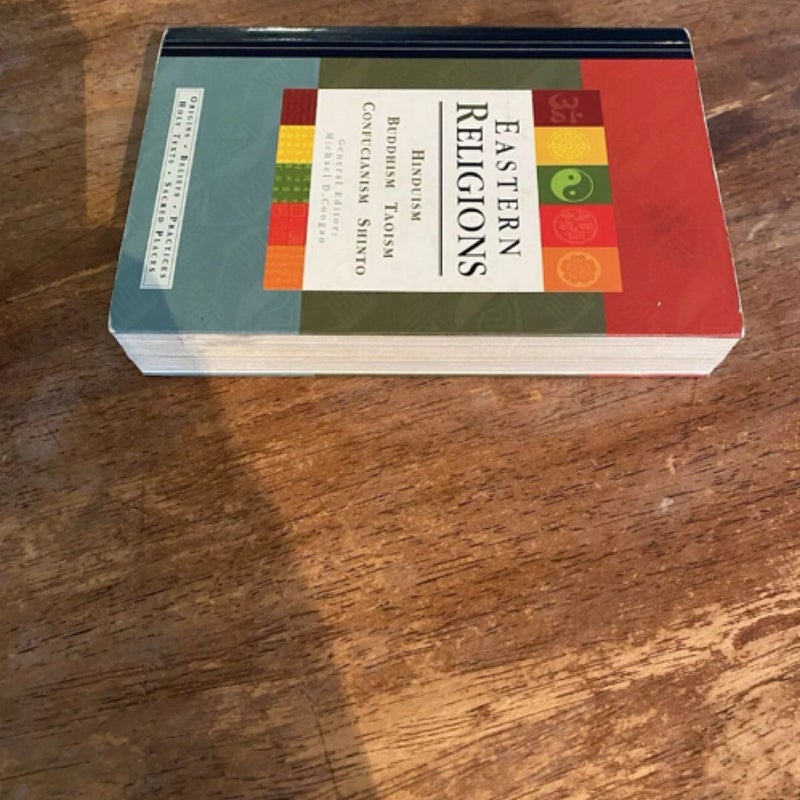 EASTERN
RELIGIONS
HINDUISM
BUDDHISM TAOISM
CONFUCIANISM SHINTO
General Editor:
Michael D. Coogan
ORIGINS • BELIEFS • PRACTICES
HOLY TEXTS • SACRED PLACES